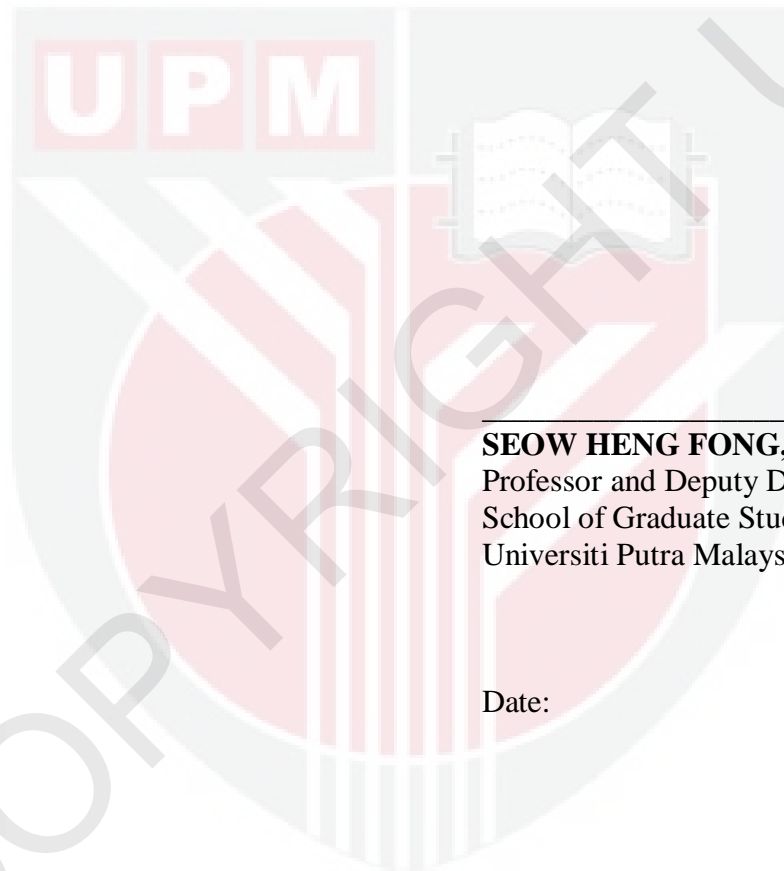 UPM
COPYRIGHT U
SEOW HENG FONG,
Professor and Deputy D
School of Graduate Stu
Universiti Putra Malays
Date: